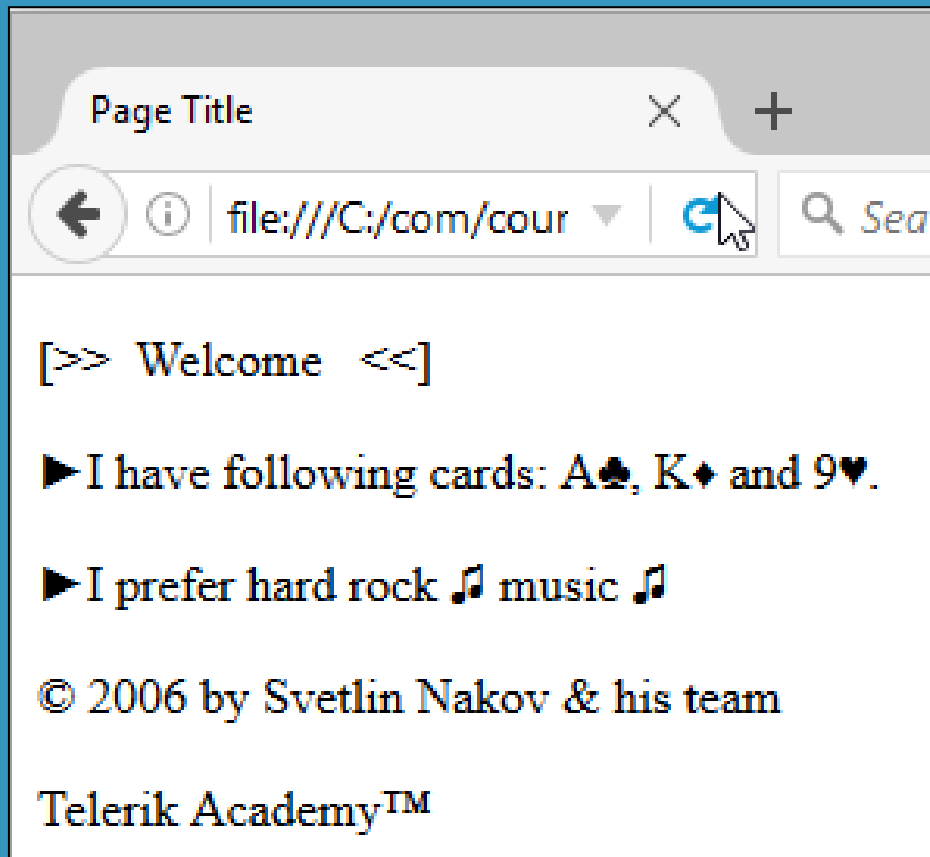 Page Title
file:///C:/com/cour
Sea
[>>  Welcome   <<]
►I have following cards: A♣, K♦ and 9♥.
►I prefer hard rock ♫ music ♫
© 2006 by Svetlin Nakov & his team
Telerik Academy™